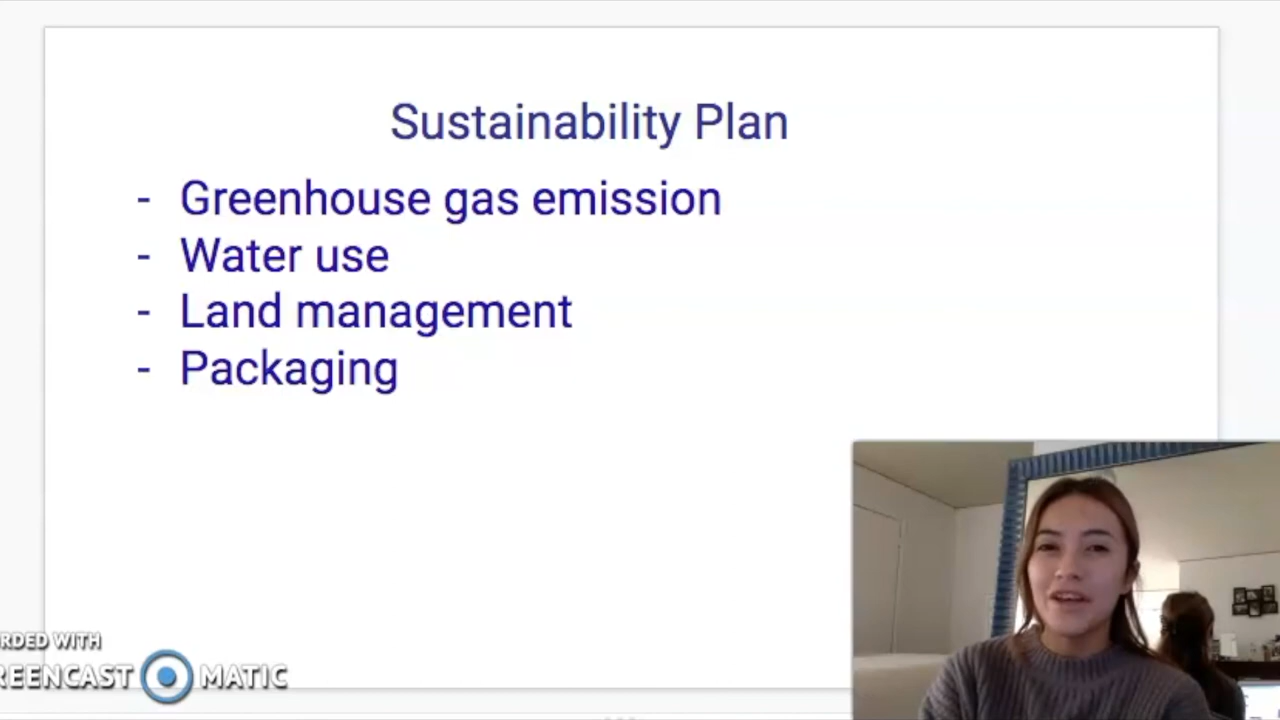 Sustainability Plan
- Greenhouse gas emission
- Water use
- Land management
- Packaging
RDED WITH
REENCAST MATIC